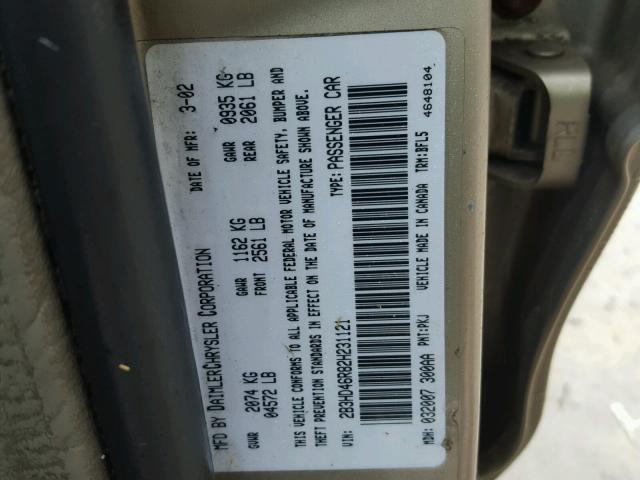 MFD BY DAIMLERCHRYSLER CORPORATION DATE OF MFR: 3-02
GVWR 2074 KG GAWR 1162 KG GAWR 0935 KG
04572 LB FRONT 2561 LB REAR 2061 LB
THIS VEHICLE CONFORMS TO ALL APPLICABLE FEDERAL MOTOR VEHICLE SAFETY, BUMPER AND
THEFT PREVENTION STANDARDS IN EFFECT ON THE DATE OF MANUFACTURE SHOWN ABOVE.
VIN: 2B3HD46R82H231121 TYPE: PASSENGER CAR
MDH: 032007 300AA PNT:PKJ VEHICLE MADE IN CANADA TRM:BFL5
4648104